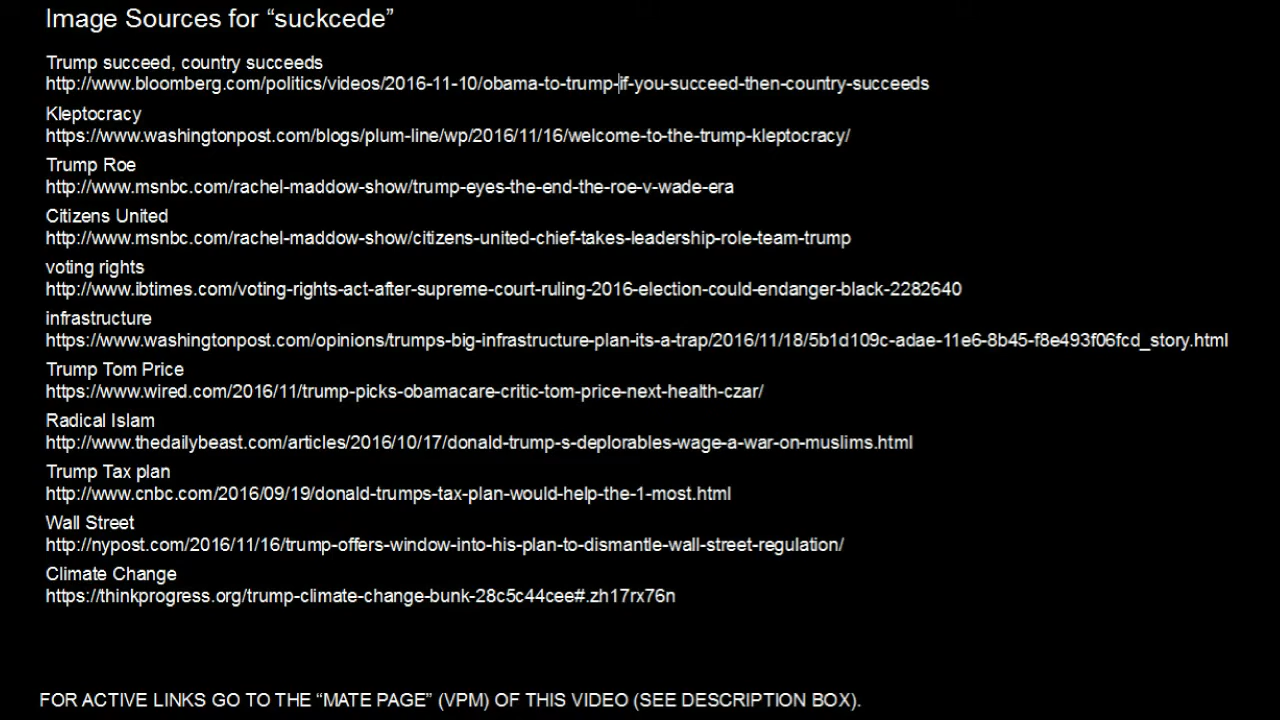 Image Sources for “suckcede”
Trump succeed, country succeeds
http://www.bloomberg.com/politics/videos/2016-11-10/obama-to-trump-if-you-succeed-then-country-succeeds
Kleptocracy
https://www.washingtonpost.com/blogs/plum-line/wp/2016/11/16/welcome-to-the-trump-kleptocracy/
Trump Roe
http://www.msnbc.com/rachel-maddow-show/trump-eyes-the-end-the-roe-v-wade-era
Citizens United
http://www.msnbc.com/rachel-maddow-show/citizens-united-chief-takes-leadership-role-team-trump
voting rights
http://www.ibtimes.com/voting-rights-act-after-supreme-court-ruling-2016-election-could-endanger-black-2282640
infrastructure
https://www.washingtonpost.com/opinions/trumps-big-infrastructure-plan-its-a-trap/2016/11/18/5b1d109c-adae-11e6-8b45-f8e493f06fcd_story.html
Trump Tom Price
https://www.wired.com/2016/11/trump-picks-obamacare-critic-tom-price-next-health-czar/
Radical Islam
http://www.thedailybeast.com/articles/2016/10/17/donald-trump-s-deplorables-wage-a-war-on-muslims.html
Trump Tax plan
http://www.cnbc.com/2016/09/19/donald-trumps-tax-plan-would-help-the-1-most.html
Wall Street
http://nypost.com/2016/11/16/trump-offers-window-into-his-plan-to-dismantle-wall-street-regulation/
Climate Change
https://thinkprogress.org/trump-climate-change-bunk-28c5c44cee#.zh17rx76n
FOR ACTIVE LINKS GO TO THE “MATE PAGE” (VPM) OF THIS VIDEO (SEE DESCRIPTION BOX).